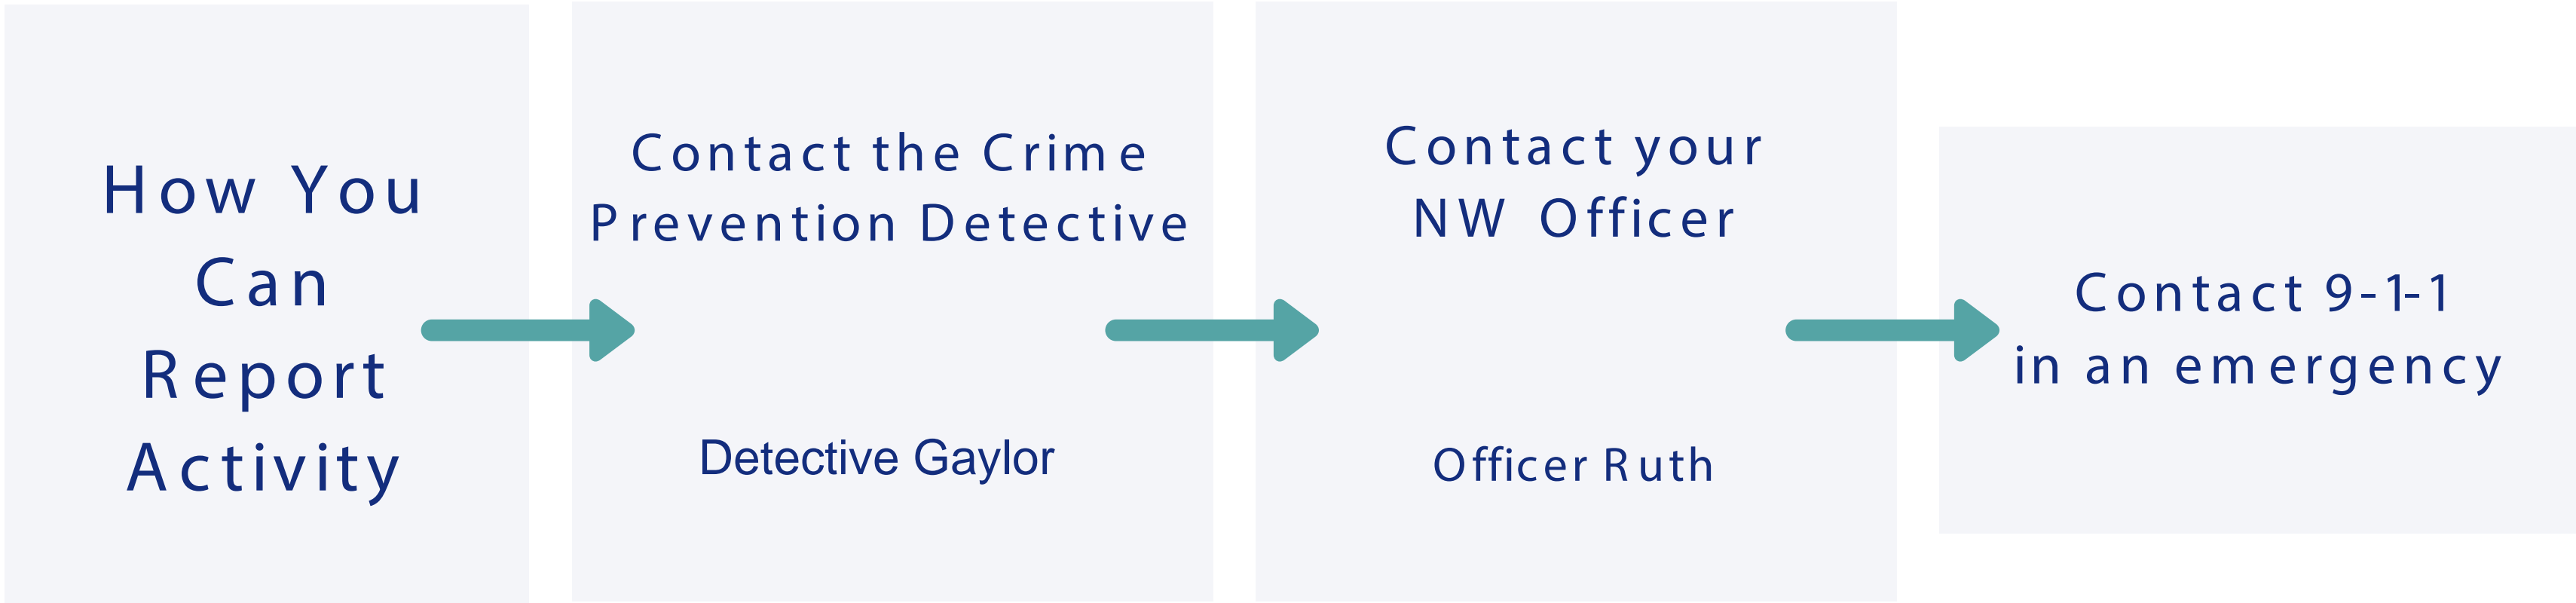 How You
Can
Report
Activity
Contact the Crime
Prevention Detective
Detective Gaylor
Contact your
NW Officer
Officer Ruth
Contact 9-1-1
in an emergency